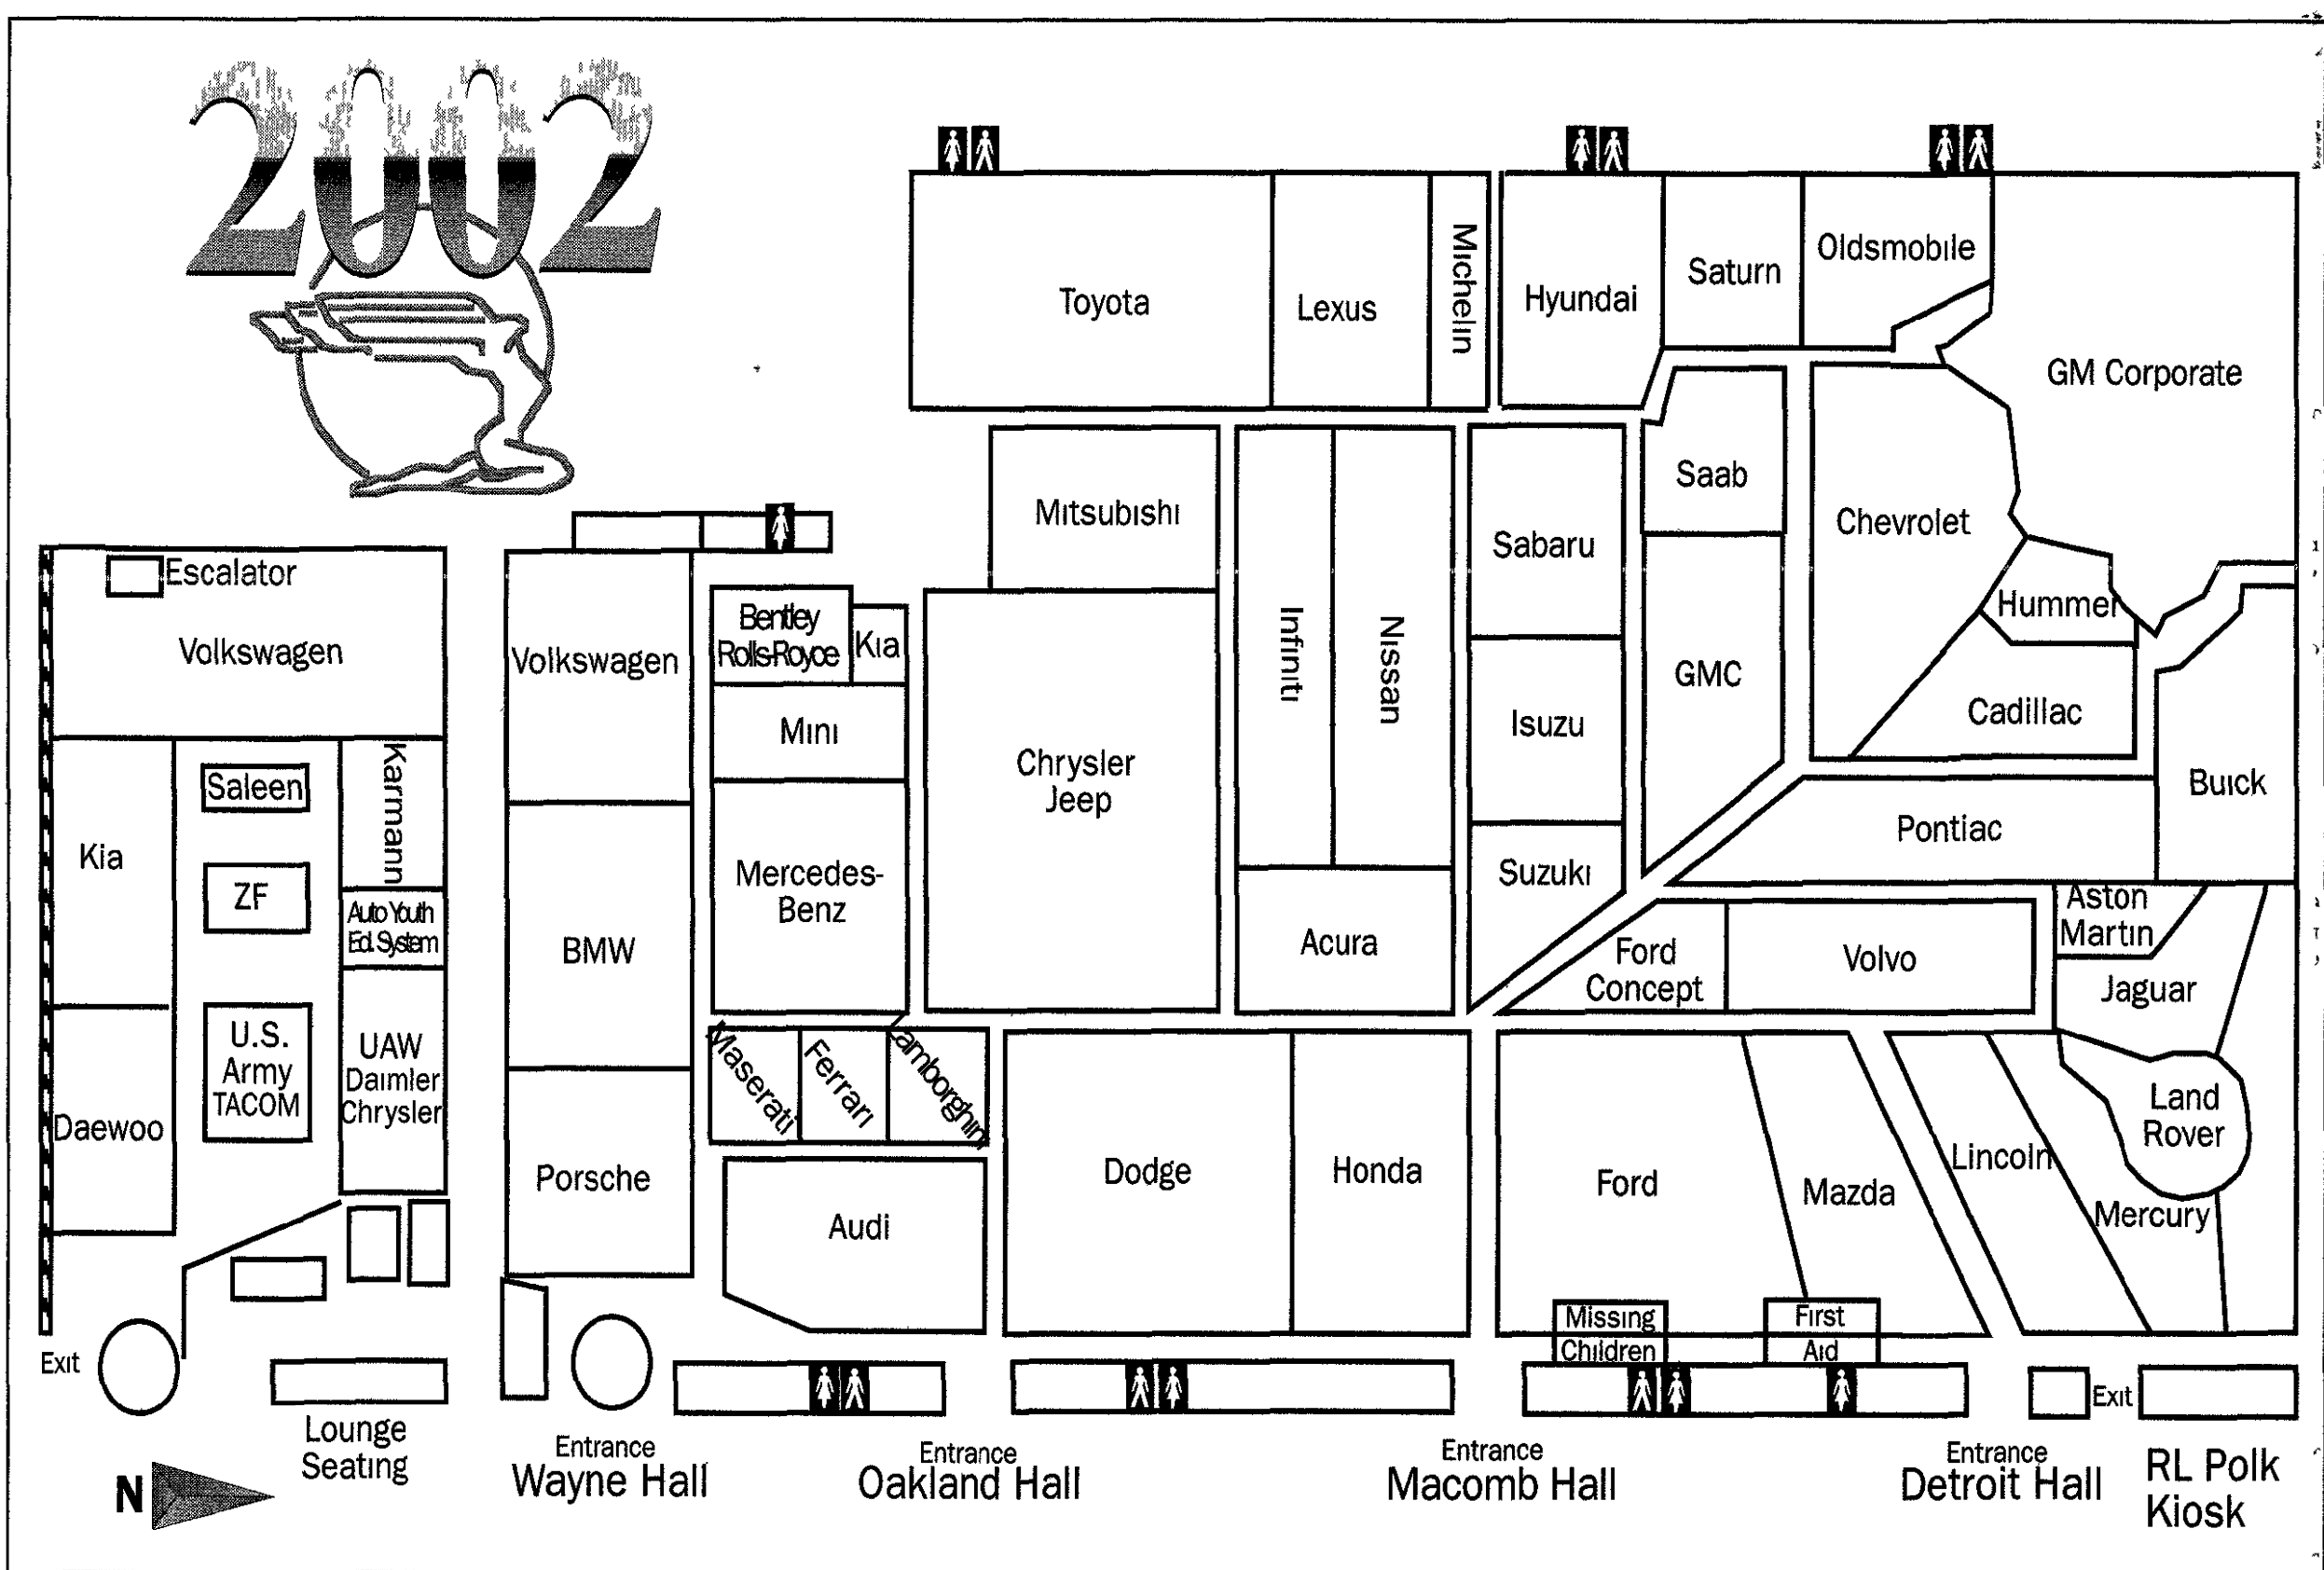 2002
Toyota
Lexus
Michelin
Hyundai
Saturn
Oldsmobile
GM Corporate
Mitsubishi
Infiniti
Nissan
Sabaru
Saab
Chevrolet
Hummer
Escalator
Volkswagen
Volkswagen
Bentley
Rolls-Royce
Kia
Mini
Chrysler
Jeep
Isuzu
GMC
Cadillac
Buick
Pontiac
Karmann
Saleen
Kia
ZF
Auto Youth
Ed. System
BMW
Mercedes-
Benz
Acura
Suzuki
Ford
Concept
Volvo
Aston
Martin
Jaguar
U.S.
Army
TACOM
UAW
Daimler
Chrysler
Daewoo
Porsche
Maserati
Ferrari
Lamborghini
Audi
Dodge
Honda
Ford
Mazda
Lincoln
Mercury
Land
Rover
Missing
Children
First
Aid
Exit
Exit
Lounge
Seating
N
Entrance
Wayne Hall
Entrance
Oakland Hall
Entrance
Macomb Hall
Entrance
Detroit Hall
RL Polk
Kiosk